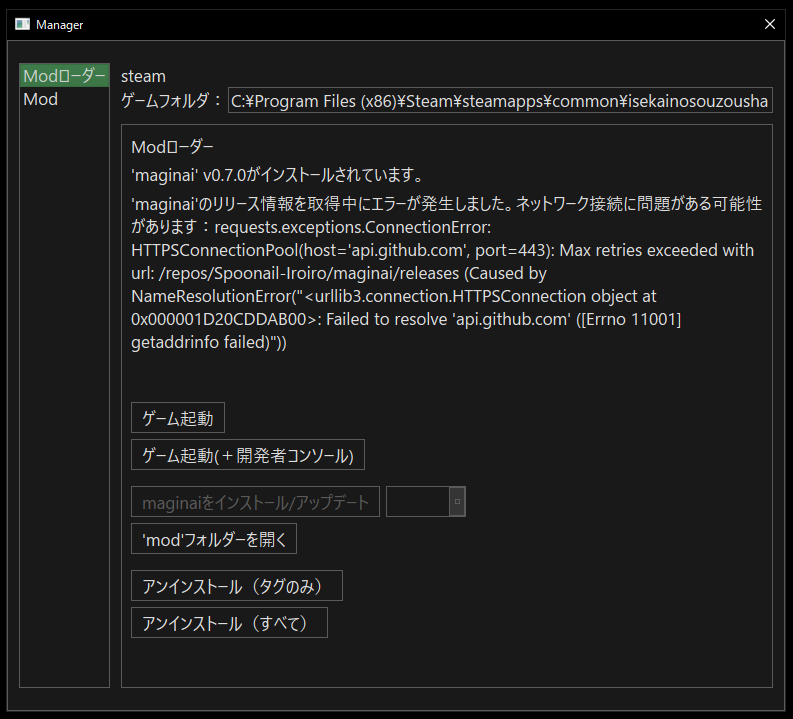 Manager
Modローダー
Mod
steam
ゲームフォルダ：
C:¥Program Files (x86)¥Steam¥steamapps¥common¥isekainosouzousha
Modローダー
'maginai' v0.7.0がインストールされています。
'maginai'のリリース情報を取得中にエラーが発生しました。ネットワーク接続に問題がある可能性
があります：requests.exceptions.ConnectionError:
HTTPSConnectionPool(host='api.github.com', port=443): Max retries exceeded with
url: /repos/Spoonail-Iroiro/maginai/releases (Caused by
NameResolutionError("<urllib3.connection.HTTPSConnection object at
0x000001D20CDDAB00>: Failed to resolve 'api.github.com' ([Errno 11001]
getaddrinfo failed)"))
ゲーム起動
ゲーム起動(＋開発者コンソール)
maginaiをインストール/アップデート
'mod'フォルダーを開く
アンインストール（タグのみ）
アンインストール（すべて）